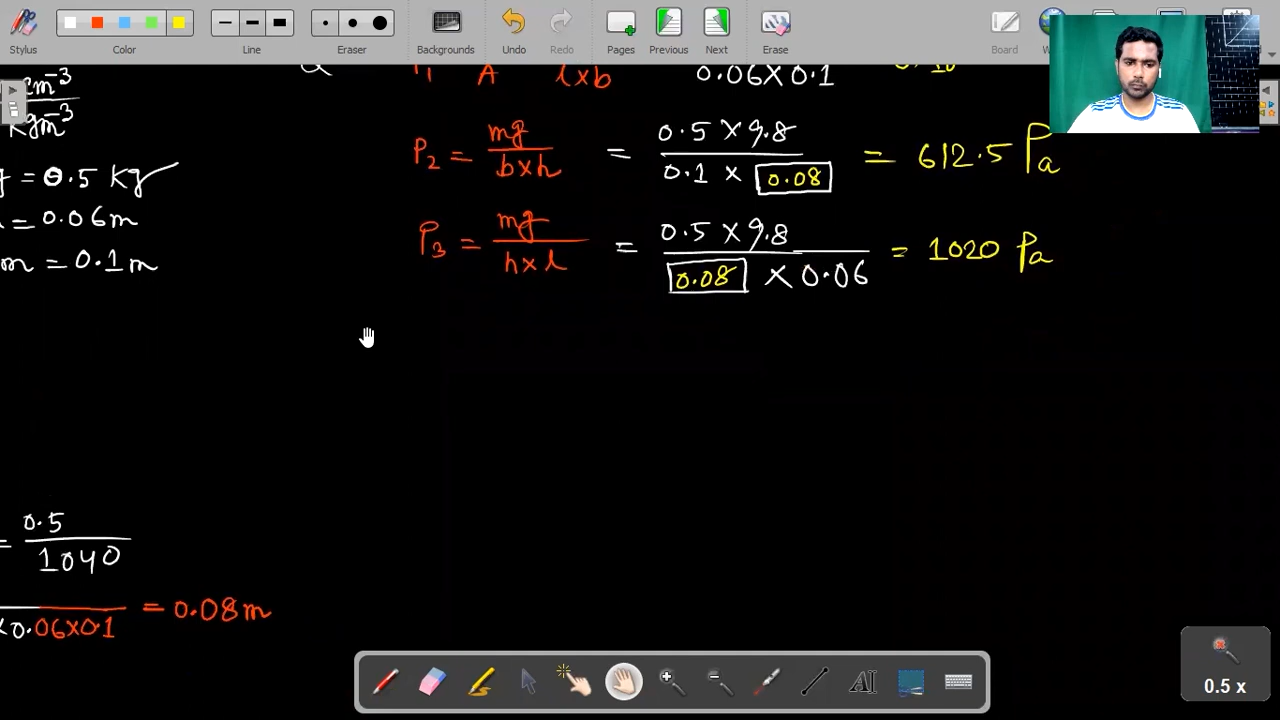 Stylus Color Line Eraser Backgrounds Undo Redo Pages Previous Next Erase Board
P₁ A l×b 0.06×0.1
kgm⁻³
P₂ = mg / b×h = 0.5 × 9.8 / 0.1 × 0.08 = 612.5 Pa
= 0.5 kg
= 0.06m
P₃ = mg / h×l = 0.5 × 9.8 / 0.08 × 0.06 = 1020 Pa
m = 0.1m
= 0.5 / 1040
×0.06×0.1 = 0.08m
0.5 x